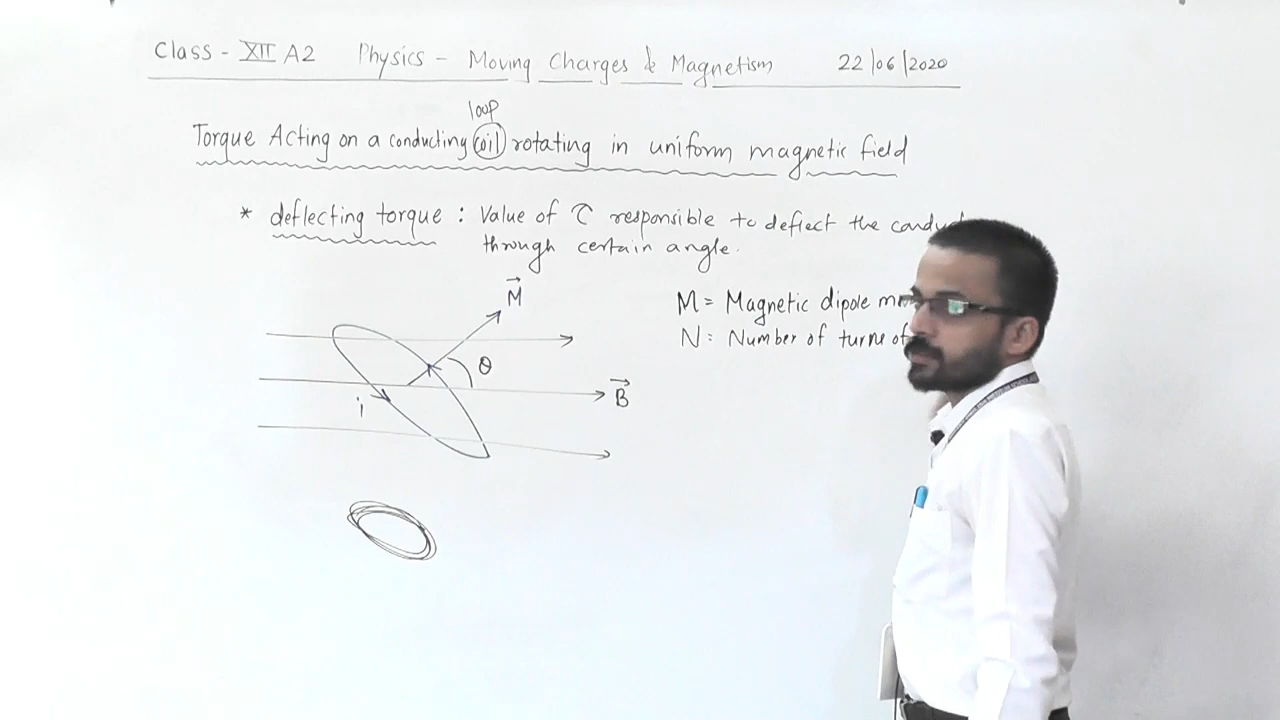 Class - XII A2 Physics - Moving Charges & Magnetism 22/06/2020
loop
Torque Acting on a conducting coil rotating in uniform magnetic field
* deflecting torque : Value of τ responsible to deflect the
through certain angle.
M
M = Magnetic dipole
N : Number of turns of
θ
i
B